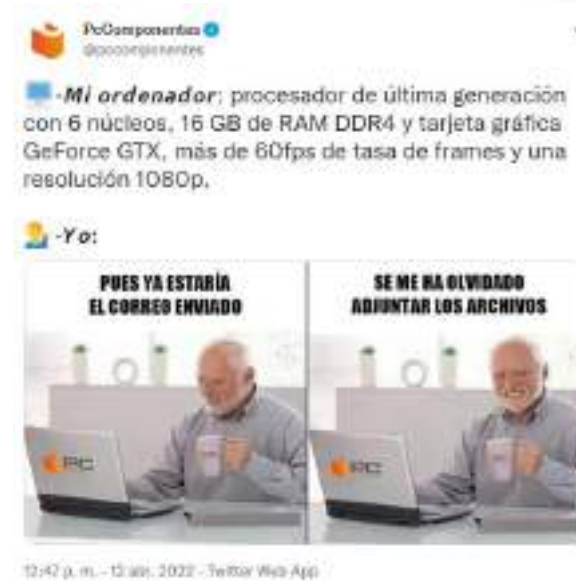 PcComponentes
@pccomponentes
-Mi ordenador: procesador de última generación
con 6 núcleos, 16 GB de RAM DDR4 y tarjeta gráfica
GeForce GTX, más de 60fps de tasa de frames y una
resolución 1080p.
-Yo:
PUES YA ESTARÍA
EL CORREO ENVIADO
SE ME HA OLVIDADO
ADJUNTAR LOS ARCHIVOS
PC
PC
12:47 p. m. - 12 abr. 2022 - Twitter Web App